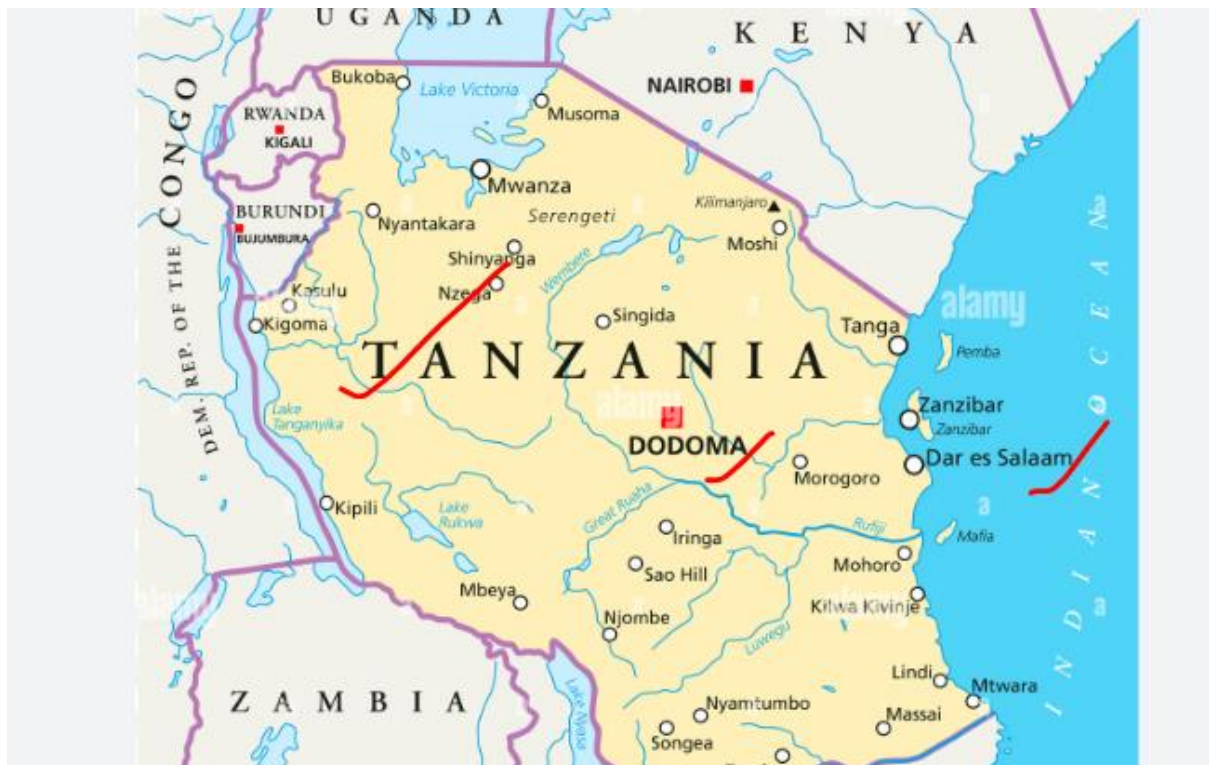 UGANDA
KENYA
Bukoba
Lake Victoria
NAIROBI
Musoma
RWANDA
KIGALI
DEM. REP. OF THE CONGO
Mwanza
Kilimanjaro
BURUNDI
BUJUMBURA
Nyantakara
Serengeti
Moshi
Shinyanga
Wembere
Kasulu
Nzega
alamy
Kigoma
Singida
Tanga
TANZANIA
Pemba
Lake
Tanganyika
alamy
Zanzibar
Zanzibar
DODOMA
Dar es Salaam
Morogoro
INDIAN OCEAN
Kipili
Lake
Rukwa
Great Ruaha
a
Iringa
Rufiji
Mafia
Sao Hill
Mohoro
Mbeya
Kilwa Kivinje
a
Njombe
Luwegu
Lindi
Mtwara
ZAMBIA
Lake Nyasa
Nyamtumbo
Massai
Songea